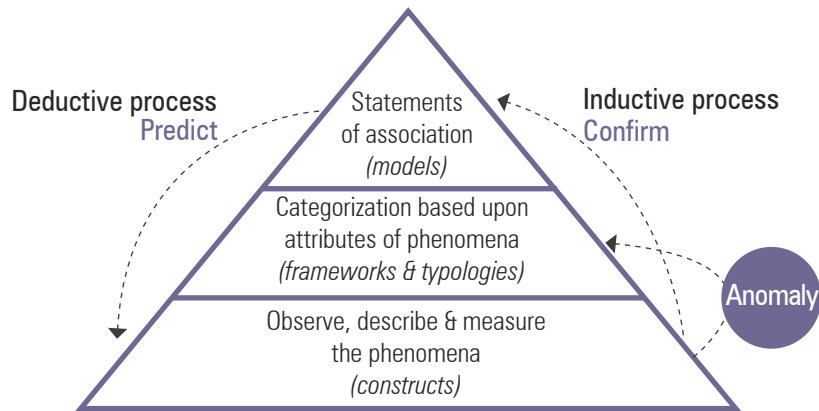 Deductive process
Predict
Statements
of association
(models)
Inductive process
Confirm
Categorization based upon
attributes of phenomena
(frameworks & typologies)
Anomaly
Observe, describe & measure
the phenomena
(constructs)